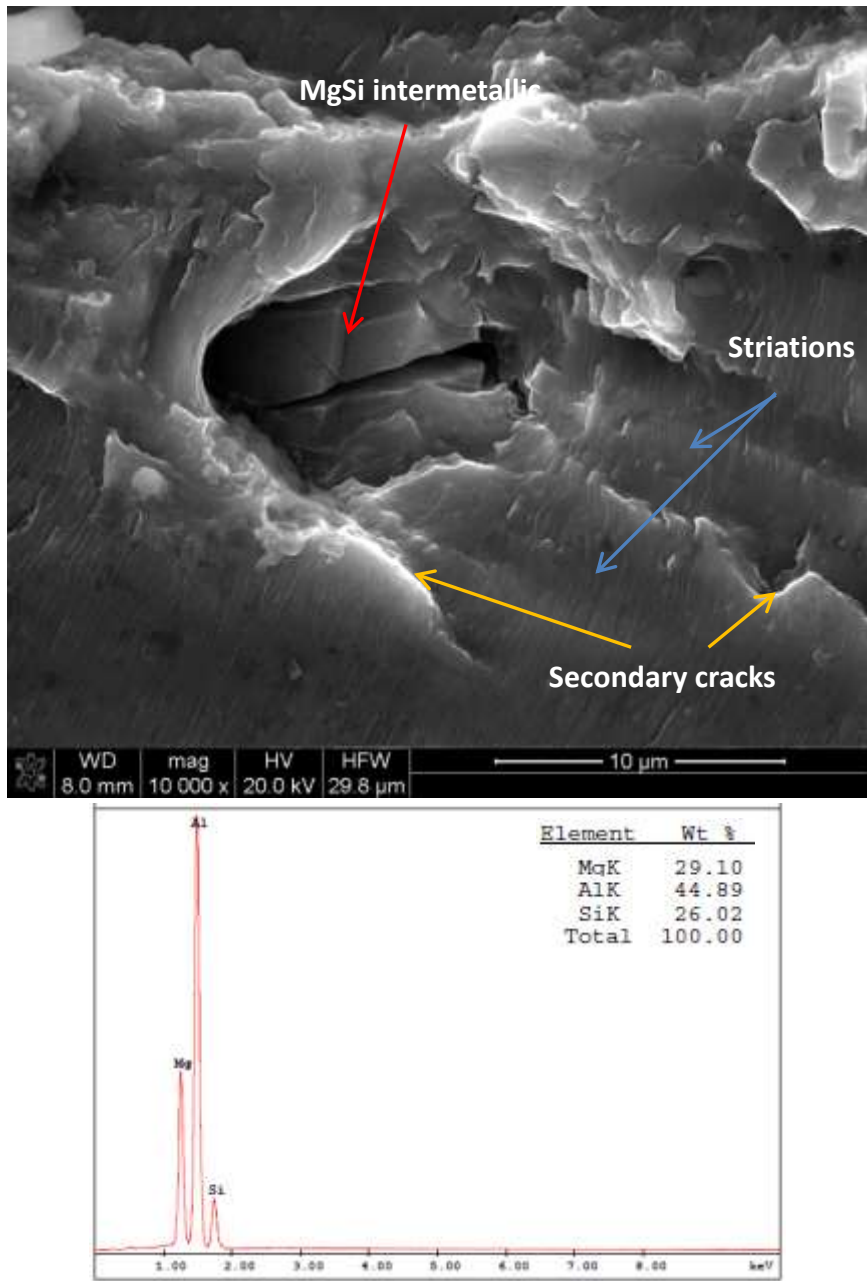 MgSi intermetallic
Striations
Secondary cracks
WD mag HV HFW
8.0 mm 10 000 x 20.0 kV 29.8 µm
10 µm
Element Wt %
MgK 29.10
AlK 44.89
SiK 26.02
Total 100.00
Al
Mg
Si
1.00 2.00 3.00 4.00 5.00 6.00 7.00 8.00 keV